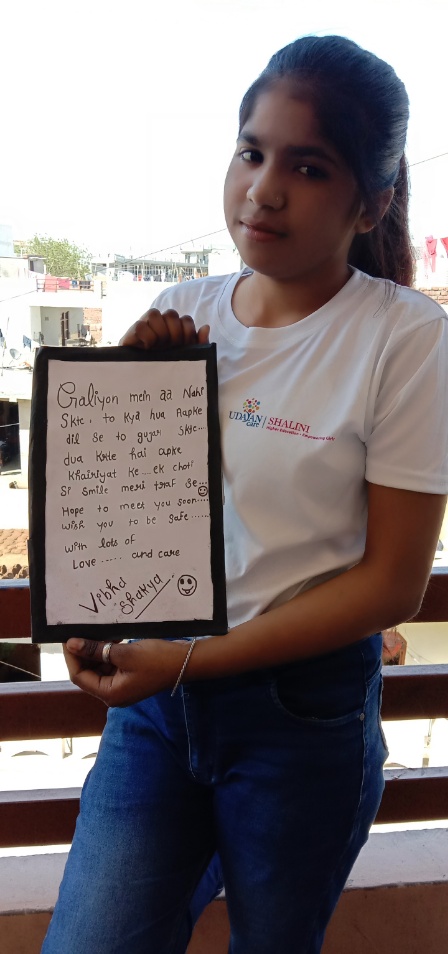 Galiyon mein aa Nahi
Skte, to kya hua Aapke
dil se to gujar skte...
dua krte hai apke
Khairiyat ke...ek choti
si smile meri traf se...
Hope to meet you soon.....
wish you to be safe......
with lots of
Love ..... and care
Vibha
Shakya
UDAYAN care | SHALINI
Higher Education - Empowering Girls